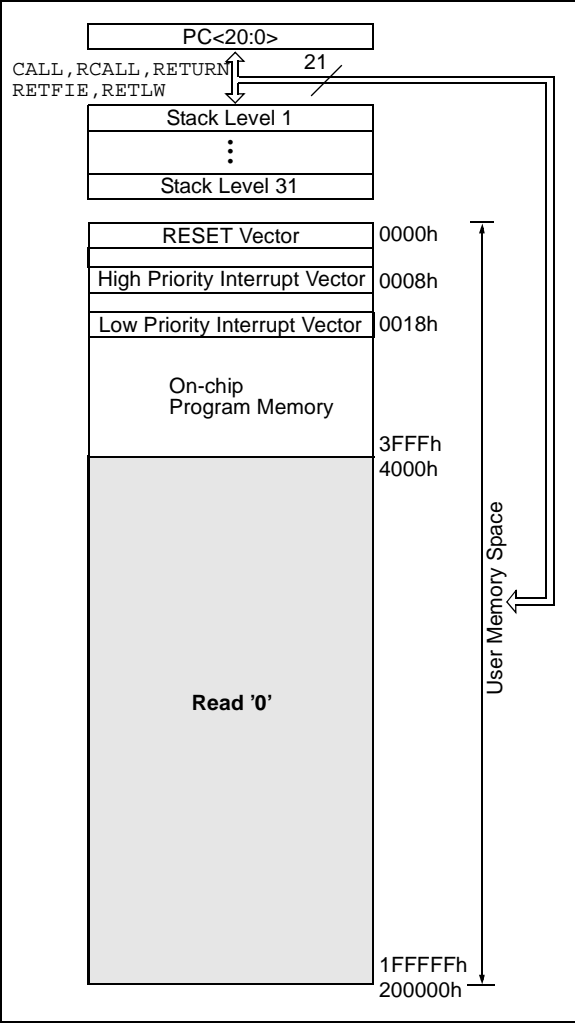 PC<20:0>
CALL,RCALL,RETURN
RETFIE,RETLW
21
Stack Level 1
Stack Level 31
RESET Vector
0000h
High Priority Interrupt Vector
0008h
Low Priority Interrupt Vector
0018h
On-chip
Program Memory
3FFFh
4000h
User Memory Space
Read '0'
1FFFFFh
200000h